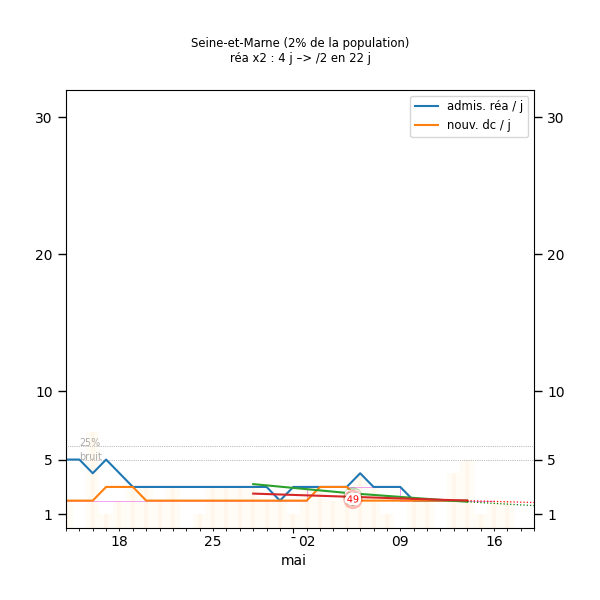 Seine-et-Marne (2% de la population)
réa x2 : 4 j –> /2 en 22 j
admis. réa / j
nouv. dc / j
30
30
20
20
10
10
25%
bruit
5
5
49
1
1
18
25
02
09
16
mai